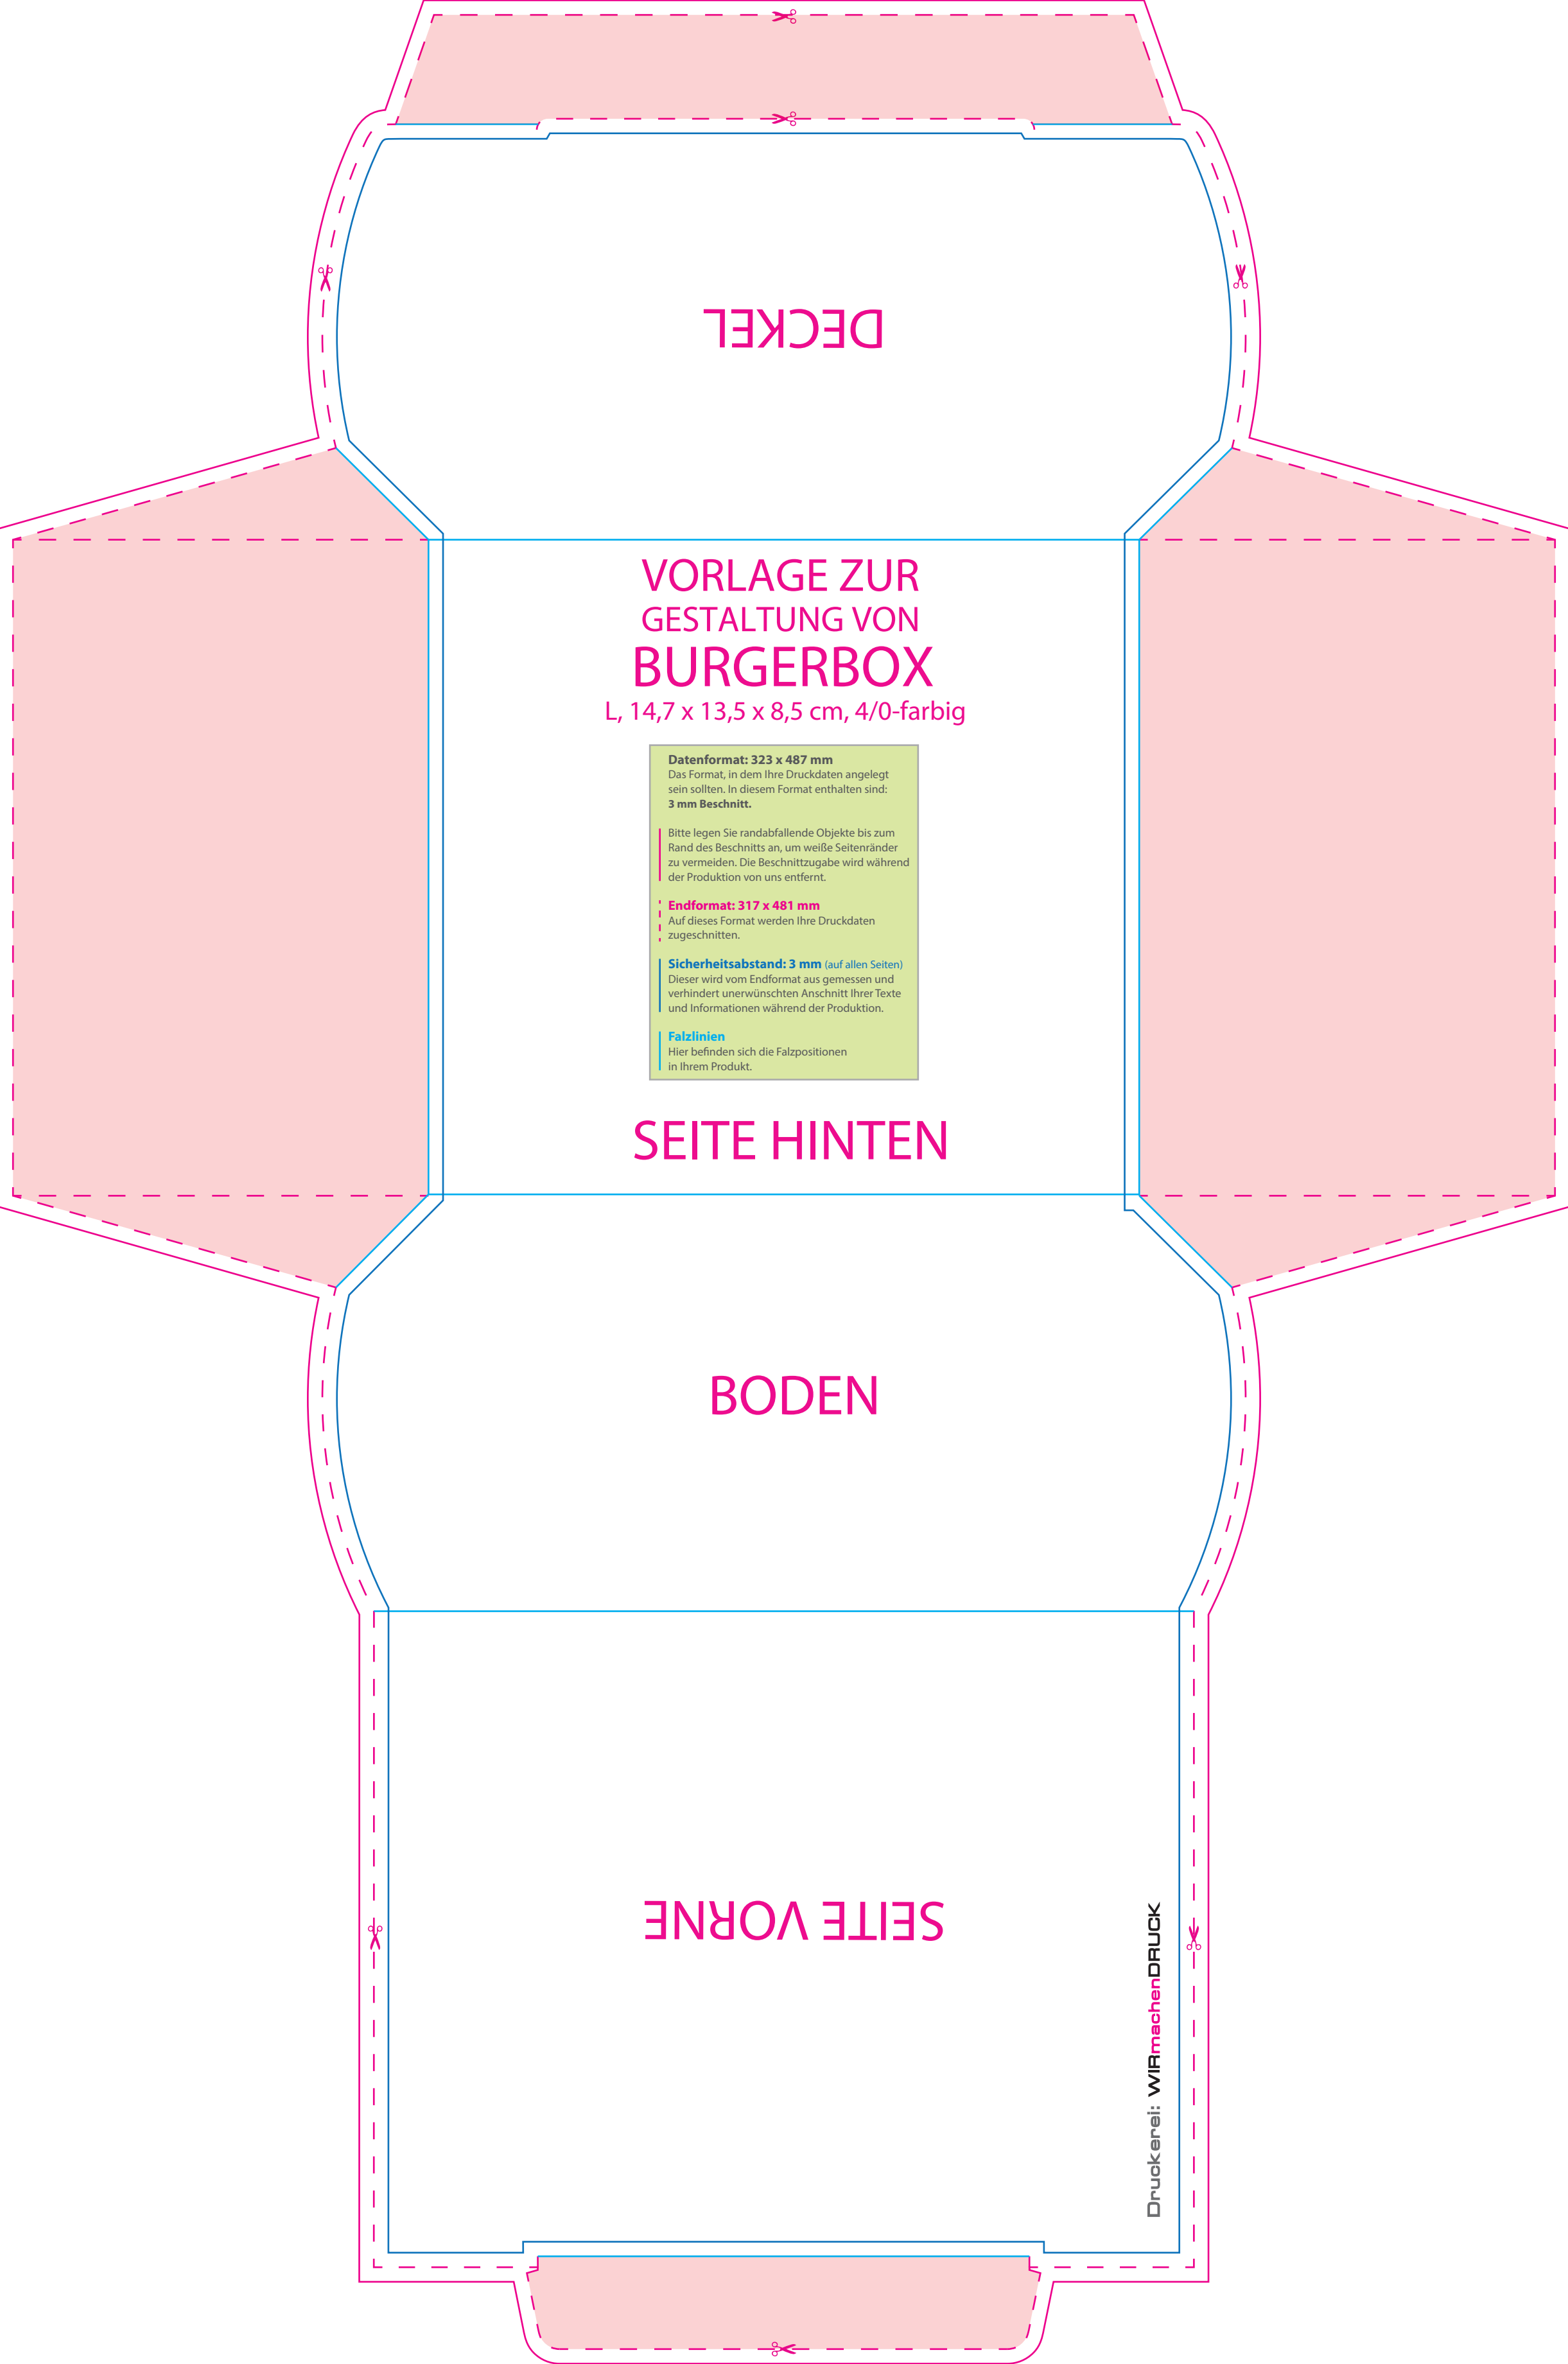 DECKEL
VORLAGE ZUR
GESTALTUNG VON
BURGERBOX
L, 14,7 x 13,5 x 8,5 cm, 4/0-farbig
Datenformat: 323 x 487 mm
Das Format, in dem Ihre Druckdaten angelegt
sein sollten. In diesem Format enthalten sind:
3 mm Beschnitt.
Bitte legen Sie randabfallende Objekte bis zum
Rand des Beschnitts an, um weiße Seitenränder
zu vermeiden. Die Beschnittzugabe wird während
der Produktion von uns entfernt.
Endformat: 317 x 481 mm
Auf dieses Format werden Ihre Druckdaten
zugeschnitten.
Sicherheitsabstand: 3 mm (auf allen Seiten)
Dieser wird vom Endformat aus gemessen und
verhindert unerwünschten Anschnitt Ihrer Texte
und Informationen während der Produktion.
Falzlinien
Hier befinden sich die Falzpositionen
in Ihrem Produkt.
SEITE HINTEN
BODEN
SEITE VORNE
Druckerei: WIRmachenDRUCK